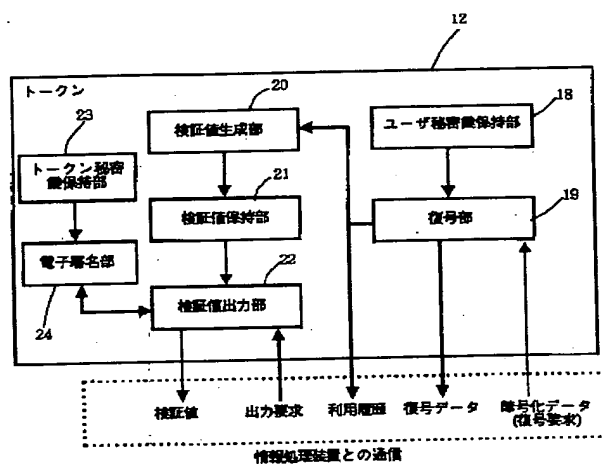 12
トークン
20
検証値生成部
18
ユーザ秘密鍵保持部
23
トークン秘密
鍵保持部
21
検証値保持部
19
復号部
電子署名部
24
22
検証値出力部
検証値
出力要求
利用履歴
復号データ
暗号化データ
(復号要求)
情報処理装置との通信